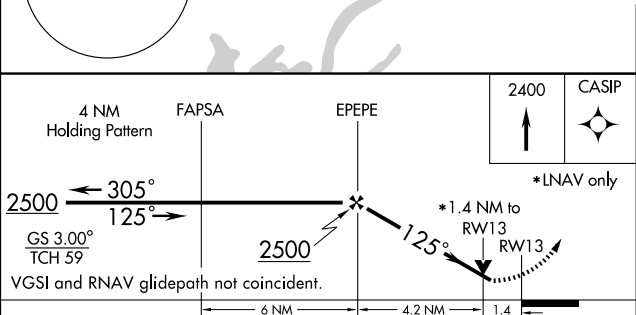 2400
CASIP
4 NM
Holding Pattern
FAPSA
EPEPE
*LNAV only
2500
305°
125°
*1.4 NM to
RW13
RW13
125°
2500
GS 3.00°
TCH 59
VGSI and RNAV glidepath not coincident.
6 NM
4.2 NM
1.4